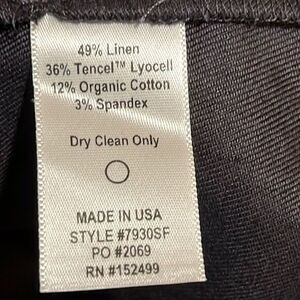 49% Linen
36% Tencel™ Lyocell
12% Organic Cotton
3% Spandex
Dry Clean Only
MADE IN USA
STYLE #7930SF
PO #2069
RN #152499